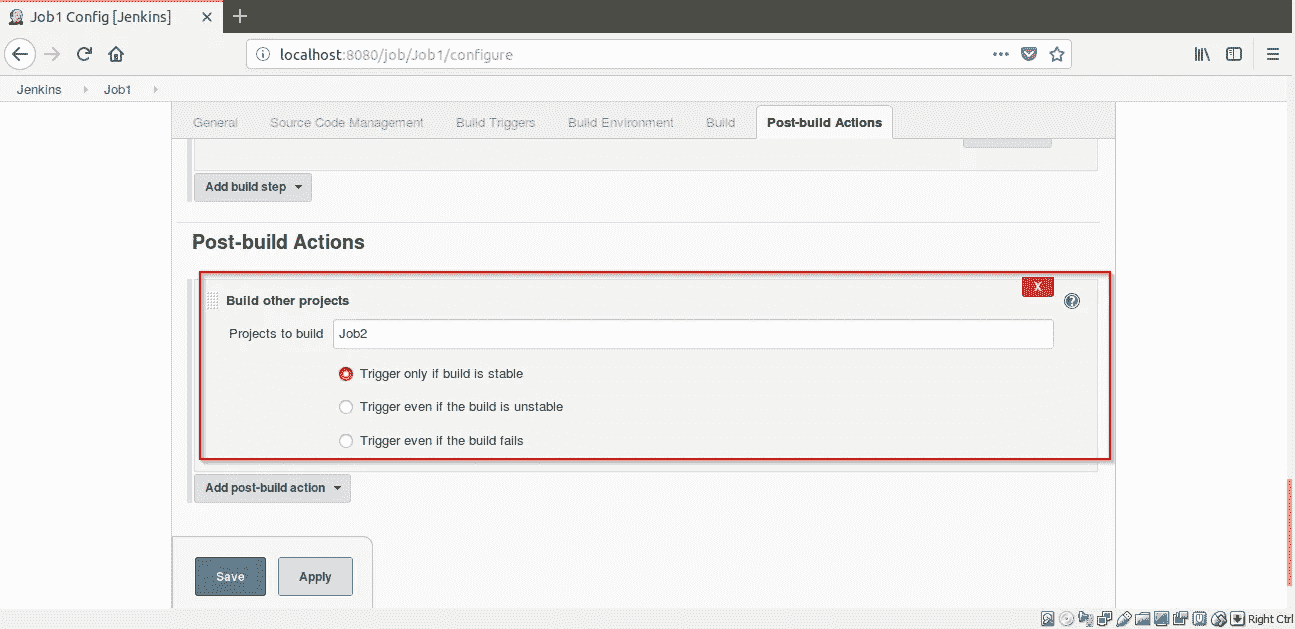 Job1 Config [Jenkins]
localhost:8080/job/Job1/configure
Jenkins Job1
General Source Code Management Build Triggers Build Environment Build Post-build Actions
Add build step
Post-build Actions
X
Build other projects
?
Projects to build Job2
Trigger only if build is stable
Trigger even if the build is unstable
Trigger even if the build fails
Add post-build action
Save Apply
Right Ctrl